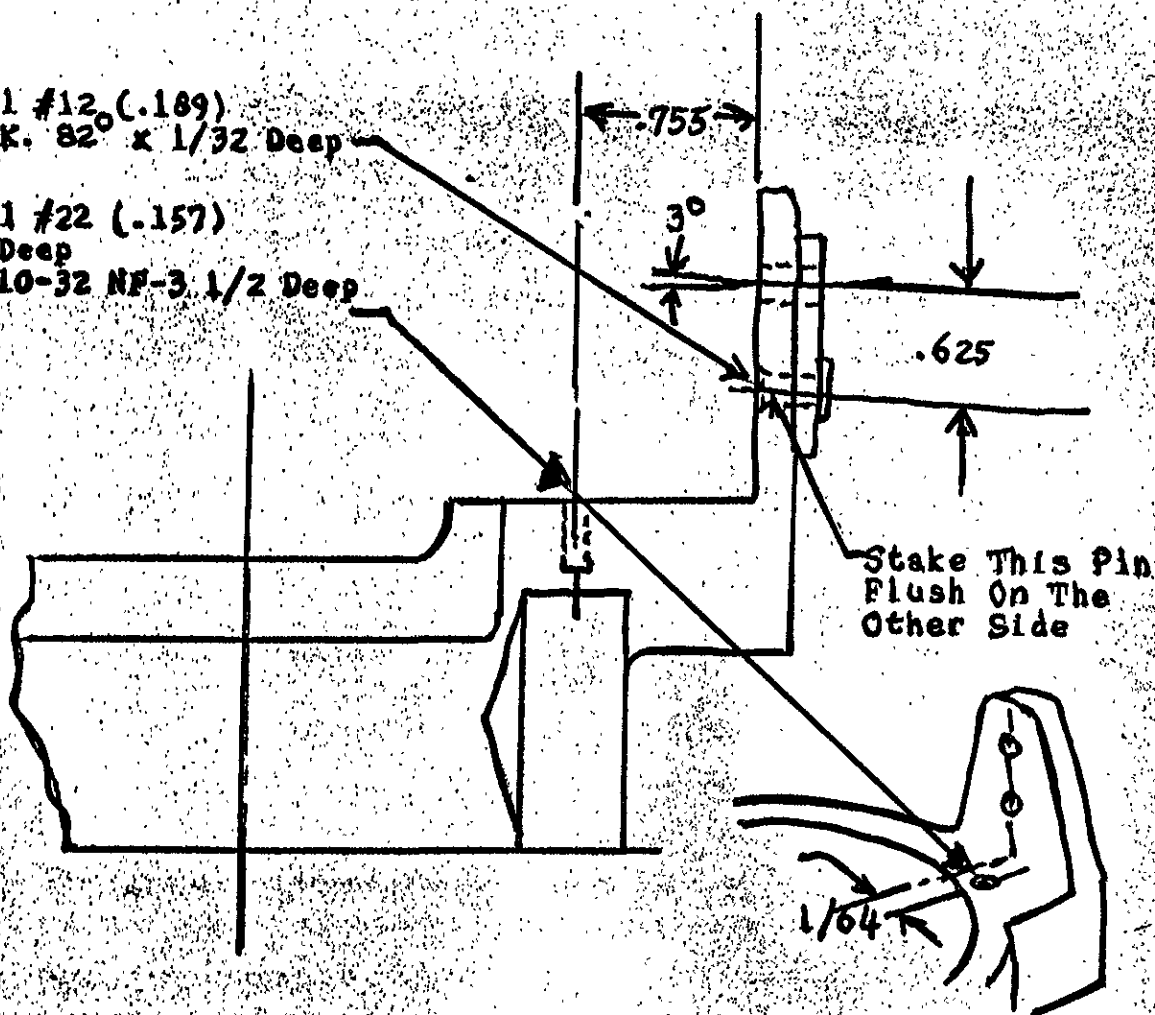 1 #12 (.189)
K. 82° x 1/32 Deep
1 #22 (.157)
Deep
10-32 NF-3 1/2 Deep
.755
3°
.625
Stake This Pin
Flush On The
Other Side
1/64